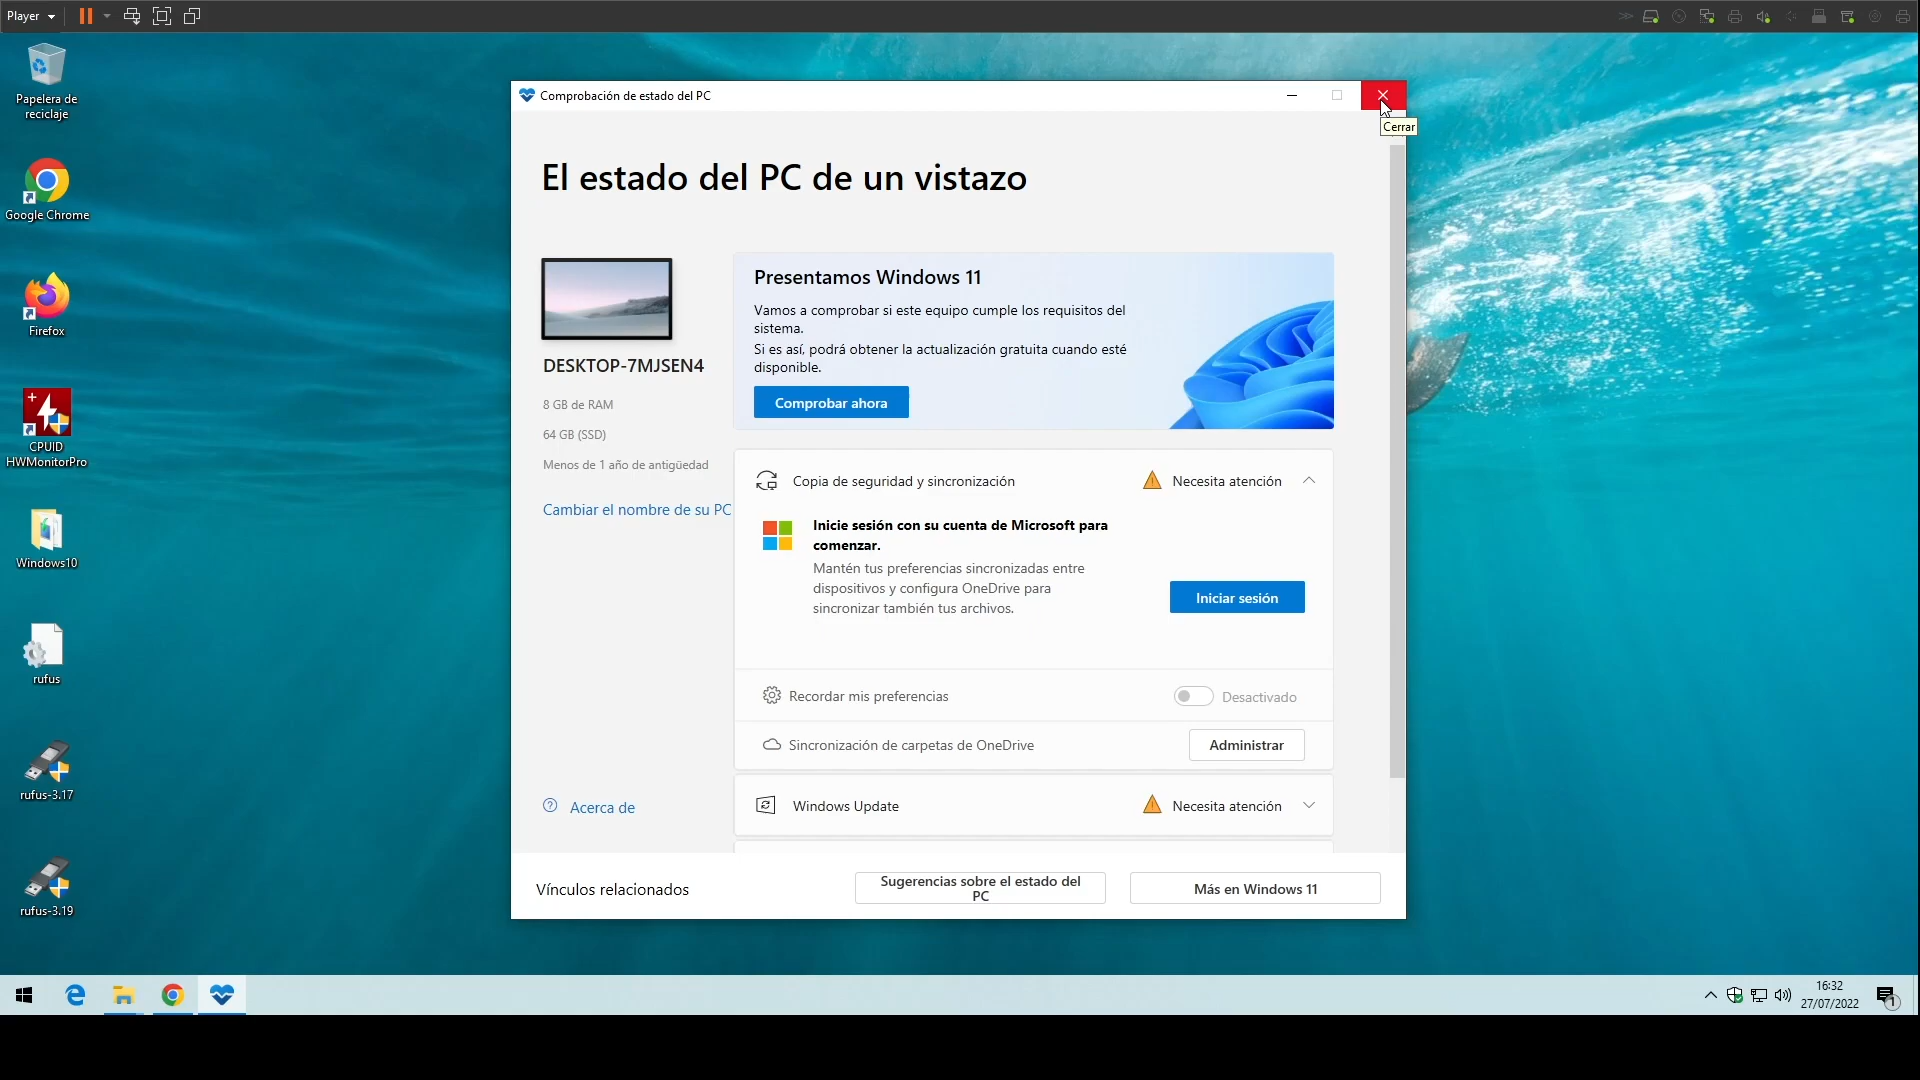 Player
Papelera de
reciclaje
Google Chrome
Firefox
CPUID
HWMonitorPro
Windows10
rufus
rufus-3.17
rufus-3.19
Comprobación de estado del PC
Cerrar
El estado del PC de un vistazo
DESKTOP-7MJSEN4
8 GB de RAM
64 GB (SSD)
Menos de 1 año de antigüedad
Cambiar el nombre de su PC
Acerca de
Presentamos Windows 11
Vamos a comprobar si este equipo cumple los requisitos del
sistema.
Si es así, podrá obtener la actualización gratuita cuando esté
disponible.
Comprobar ahora
Copia de seguridad y sincronización
Necesita atención
Inicie sesión con su cuenta de Microsoft para
comenzar.
Mantén tus preferencias sincronizadas entre
dispositivos y configura OneDrive para
sincronizar también tus archivos.
Iniciar sesión
Recordar mis preferencias
Desactivado
Sincronización de carpetas de OneDrive
Administrar
Windows Update
Necesita atención
Vínculos relacionados
Sugerencias sobre el estado del
PC
Más en Windows 11
16:32
27/07/2022
1